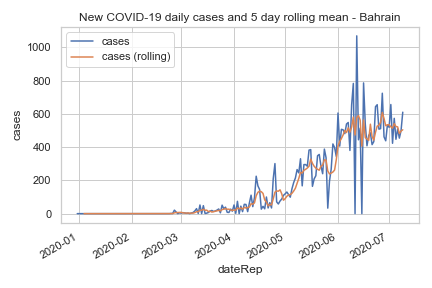 New COVID-19 daily cases and 5 day rolling mean - Bahrain
cases
cases (rolling)
1000
800
600
400
200
0
cases
2020-01
2020-02
2020-03
2020-04
2020-05
2020-06
2020-07
dateRep